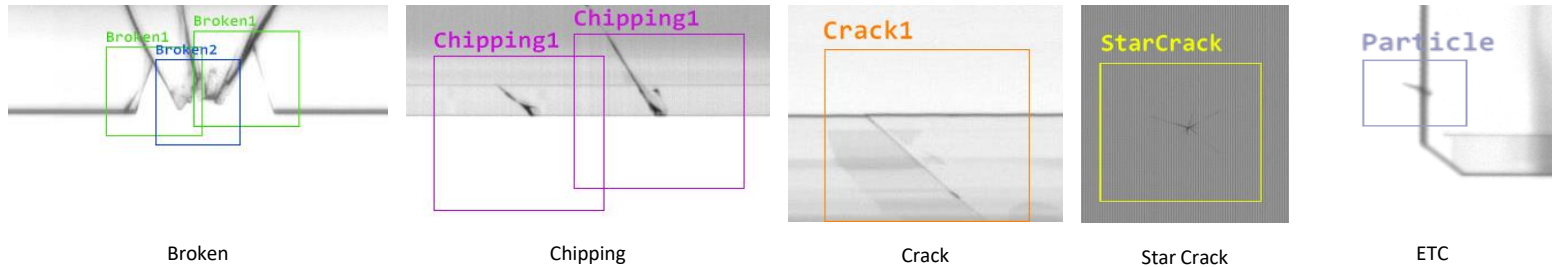 Broken1
Broken1
Broken2
Chipping1
Chipping1
Crack1
StarCrack
Particle
Broken
Chipping
Crack
Star Crack
ETC